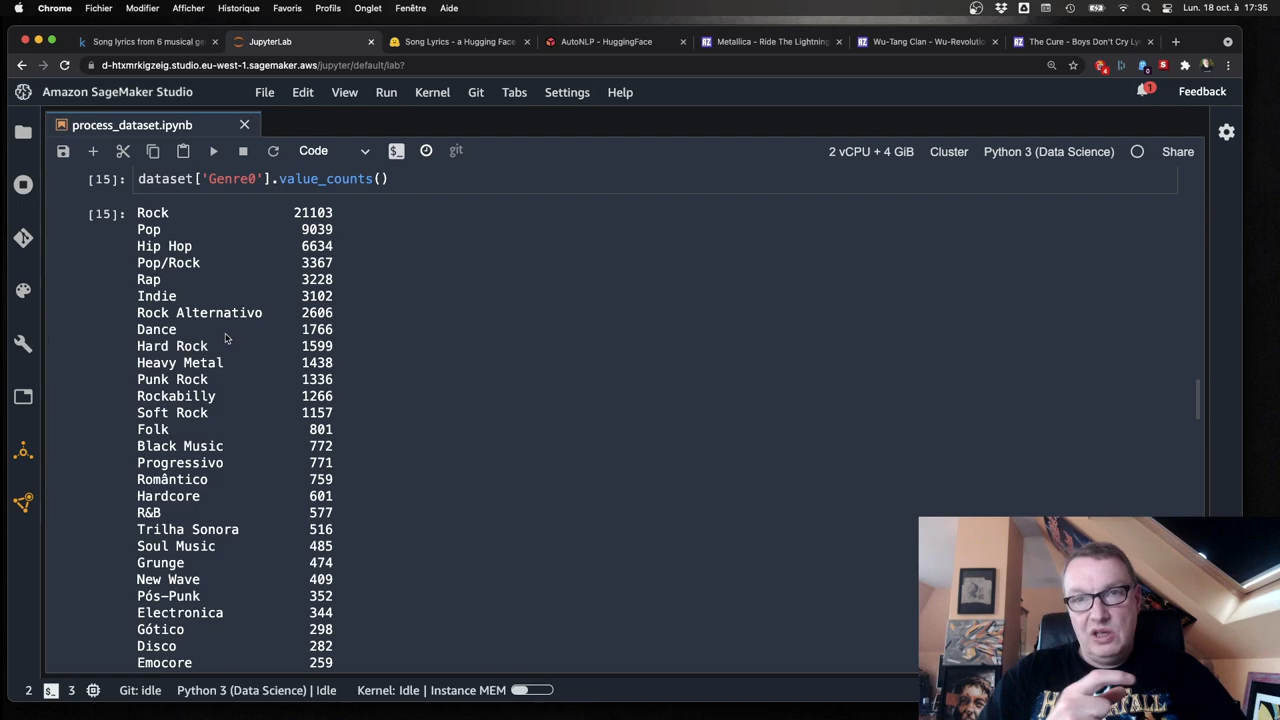 Chrome Fichier Modifier Afficher Historique Favoris Profils Onglet Fenêtre Aide Lun. 18 oct. à 17:35
Song lyrics from 6 musical ge
JupyterLab
Song Lyrics - a Hugging Face
AutoNLP - HuggingFace
Metallica - Ride The Lightning
Wu-Tang Clan - Wu-Revolutio
The Cure - Boys Don't Cry Ly
d-htxmrkigzeig.studio.eu-west-1.sagemaker.aws/jupyter/default/lab?
Amazon SageMaker Studio File Edit View Run Kernel Git Tabs Settings Help 1 Feedback
process_dataset.ipynb
Code git 2 vCPU + 4 GiB Cluster Python 3 (Data Science) Share
[15]: dataset['Genre0'].value_counts()
[15]: Rock 21103
Pop 9039
Hip Hop 6634
Pop/Rock 3367
Rap 3228
Indie 3102
Rock Alternativo 2606
Dance 1766
Hard Rock 1599
Heavy Metal 1438
Punk Rock 1336
Rockabilly 1266
Soft Rock 1157
Folk 801
Black Music 772
Progressivo 771
Romântico 759
Hardcore 601
R&B 577
Trilha Sonora 516
Soul Music 485
Grunge 474
New Wave 409
Pós-Punk 352
Electronica 344
Gótico 298
Disco 282
Emocore 259
2 3 Git: idle Python 3 (Data Science) | Idle Kernel: Idle | Instance MEM